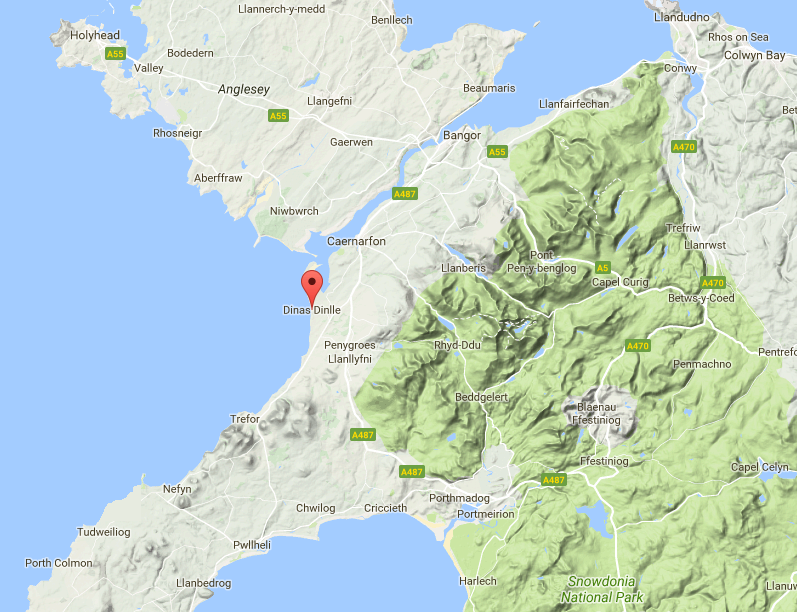 Llannerch-y-medd
Benllech
Llandudno
Holyhead
Rhos on Sea
A55
Bodedern
Colwyn Bay
Valley
Conwy
Anglesey
Beaumaris
Llangefni
Llanfairfechan
Bet
A55
Rhosneigr
Bangor
Gaerwen
A55
A470
Aberffraw
A487
Niwbwrch
Trefriw
Caernarfon
Llanrwst
Pont
Pen-y-benglog
Llanberis
A5
Capel Curig
A470
Betws-y-Coed
Dinas Dinlle
Penygroes
Rhyd-Ddu
A470
Pentrefo
Llanllyfni
Penmachno
Beddgelert
Blaenau
Ffestiniog
Trefor
A487
Ffestiniog
A487
Capel Celyn
A487
Nefyn
Porthmadog
Chwilog
Criccieth
Portmeirion
Tudweiliog
Pwllheli
Porth Colmon
Llanbedrog
Harlech
Snowdonia
National Park
Llanuw